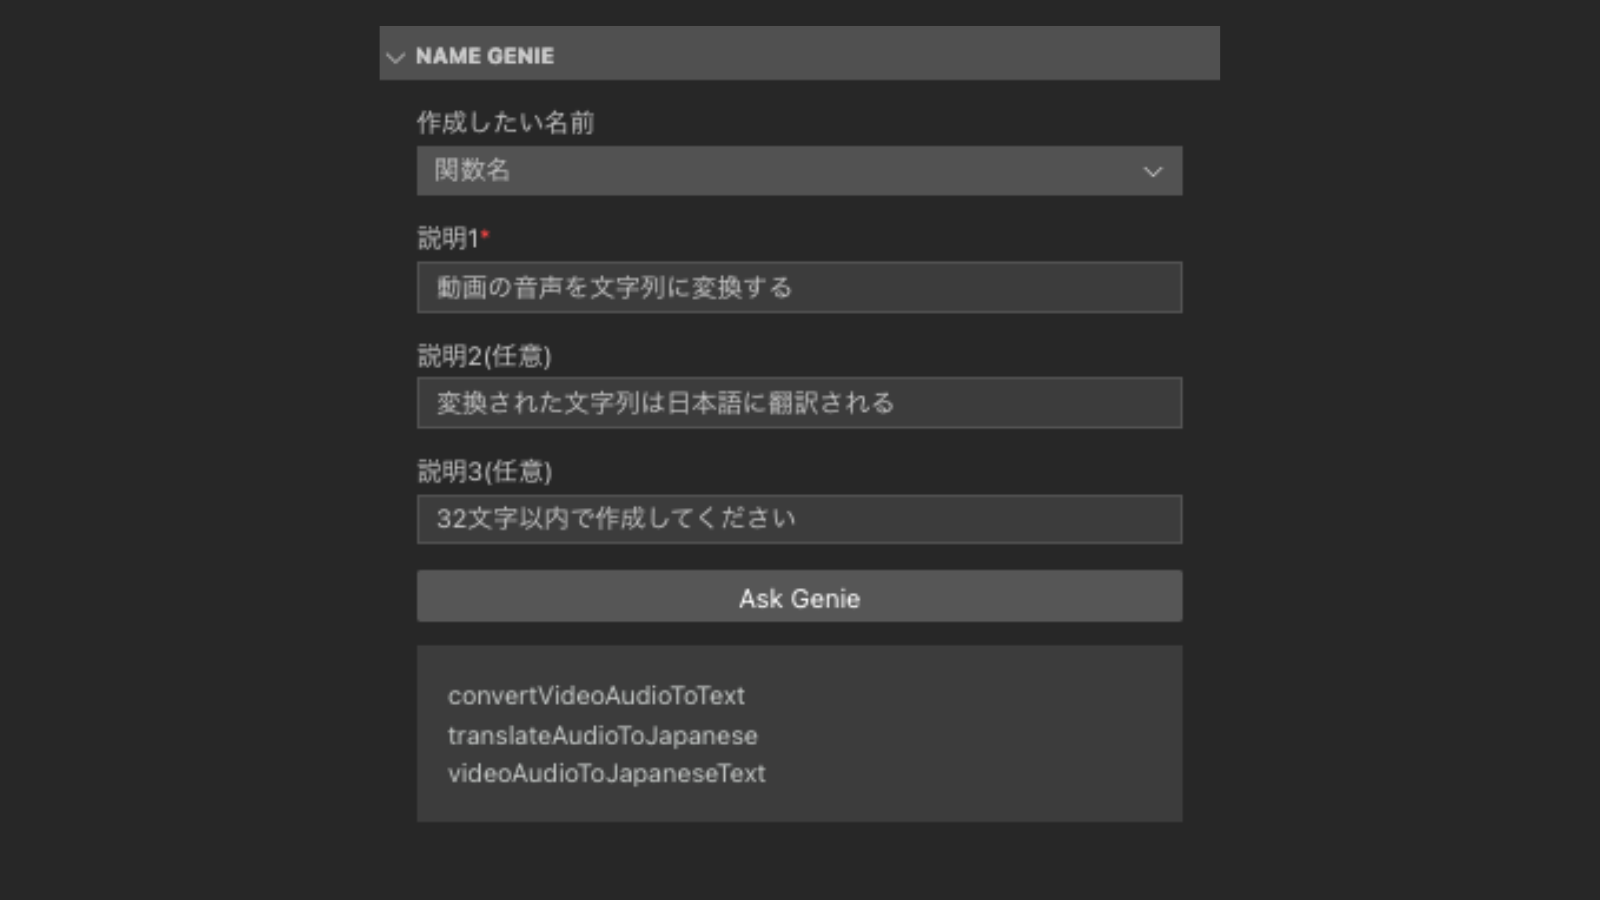 NAME GENIE
作成したい名前
関数名
説明1*
動画の音声を文字列に変換する
説明2(任意)
変換された文字列は日本語に翻訳される
説明3(任意)
32文字以内で作成してください
Ask Genie
convertVideoAudioToText
translateAudioToJapanese
videoAudioToJapaneseText